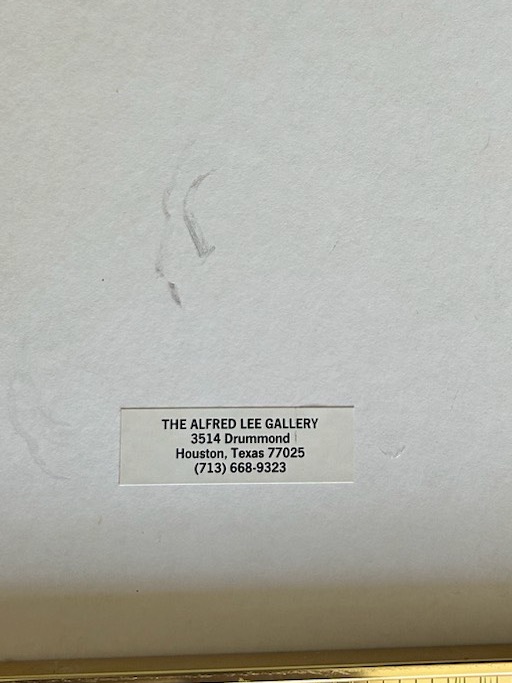 THE ALFRED LEE GALLERY
3514 Drummond
Houston, Texas 77025
(713) 668-9323